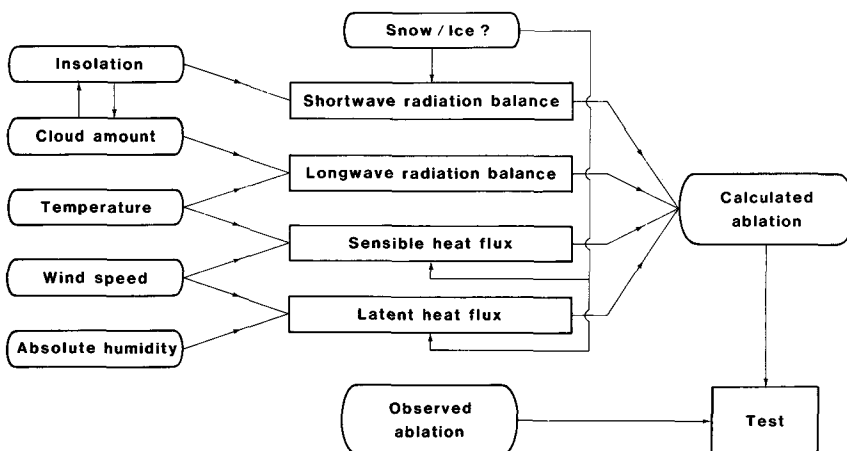 Snow / Ice ?
Insolation
Shortwave radiation balance
Cloud amount
Longwave radiation balance
Temperature
Calculated
ablation
Sensible heat flux
Wind speed
Latent heat flux
Absolute humidity
Observed
ablation
Test